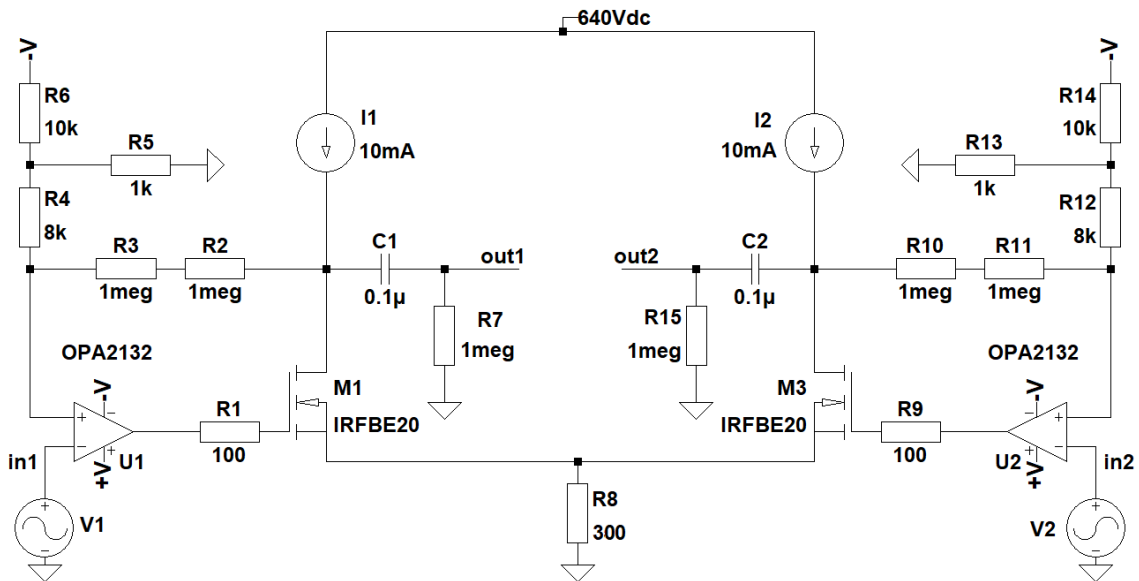 640Vdc
-V
-V
R6
10k
R5
1k
R4
8k
I1
10mA
I2
10mA
R14
10k
R13
1k
R12
8k
R3
1meg
R2
1meg
C1
0.1µ
out1
out2
C2
0.1µ
R10
1meg
R11
1meg
R7
1meg
R15
1meg
OPA2132
OPA2132
-V
+
−
−
+
+V
U1
R1
100
M1
IRFBE20
M3
IRFBE20
R9
100
-V
−
+
+
−
+V
U2
in1
in2
+
−
V1
R8
300
+
−
V2